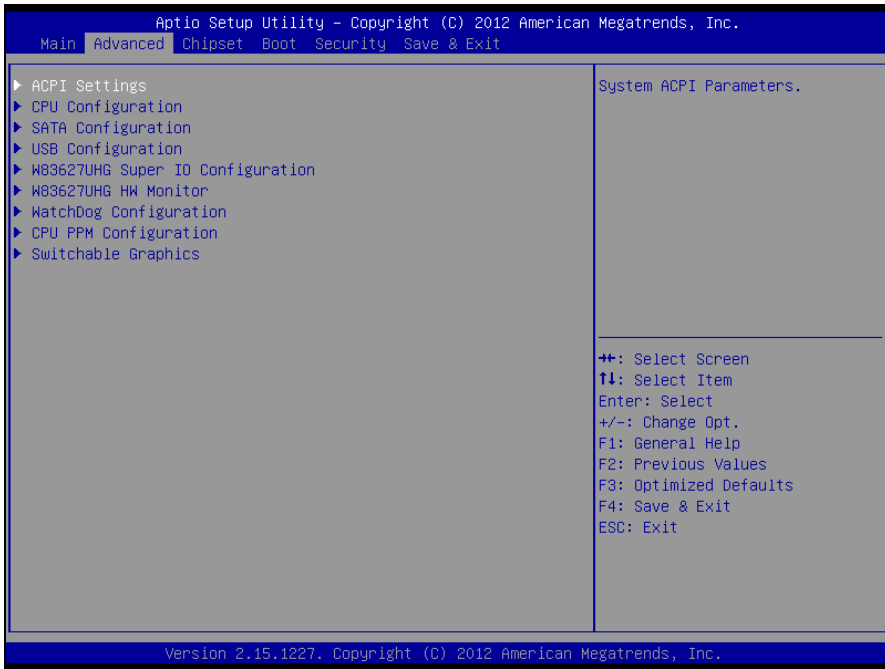 Aptio Setup Utility – Copyright (C) 2012 American Megatrends, Inc.
Main Advanced Chipset Boot Security Save & Exit
▶ ACPI Settings
▶ CPU Configuration
▶ SATA Configuration
▶ USB Configuration
▶ W83627UHG Super IO Configuration
▶ W83627UHG HW Monitor
▶ WatchDog Configuration
▶ CPU PPM Configuration
▶ Switchable Graphics
System ACPI Parameters.
→←: Select Screen
↑↓: Select Item
Enter: Select
+/-: Change Opt.
F1: General Help
F2: Previous Values
F3: Optimized Defaults
F4: Save & Exit
ESC: Exit
Version 2.15.1227. Copyright (C) 2012 American Megatrends, Inc.